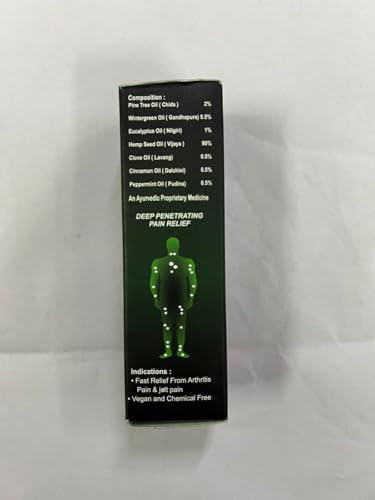 Composition :
Pine Tree Oil ( Chida ) 2%
Wintergreen Oil ( Gandhapura) 5.5%
Eucalyptus Oil ( Nilgiri) 1%
Hemp Seed Oil ( Vijaya ) 90%
Clove Oil ( Lavang) 0.5%
Cinnamon Oil ( Dalchini) 0.5%
Peppermint Oil ( Pudina) 0.5%
An Ayurvedic Proprietary Medicine
DEEP PENETRATING
PAIN RELIEF
Indications :
• Fast Relief From Arthritis
Pain & joit pain
• Vegan and Chemical Free